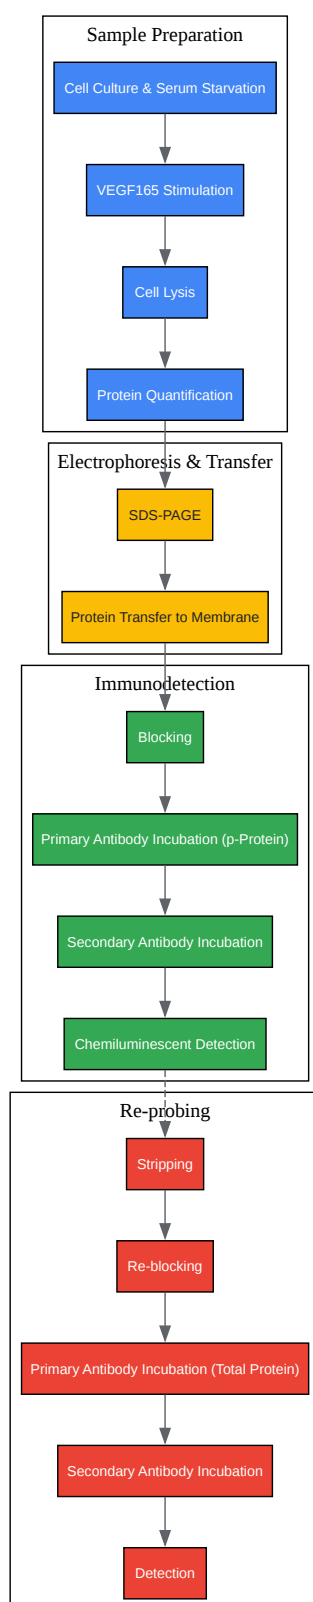 Sample Preparation
Cell Culture & Serum Starvation
VEGF165 Stimulation
Cell Lysis
Protein Quantification
Electrophoresis & Transfer
SDS-PAGE
Protein Transfer to Membrane
Immunodetection
Blocking
Primary Antibody Incubation (p-Protein)
Secondary Antibody Incubation
Chemiluminescent Detection
Re-probing
Stripping
Re-blocking
Primary Antibody Incubation (Total Protein)
Secondary Antibody Incubation
Detection